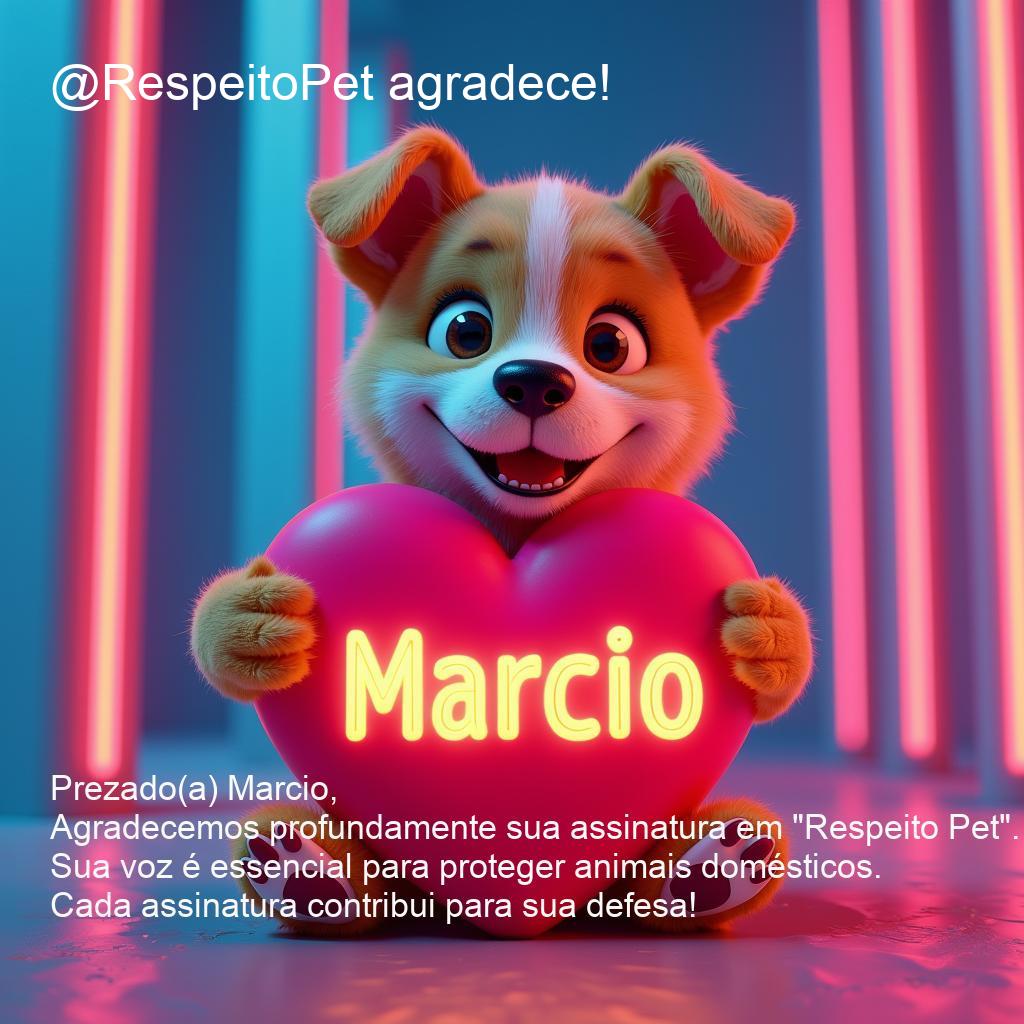 @RespeitoPet agradece!
Marcio
Prezado(a) Marcio,
Agradecemos profundamente sua assinatura em "Respeito Pet".
Sua voz é essencial para proteger animais domésticos.
Cada assinatura contribui para sua defesa!